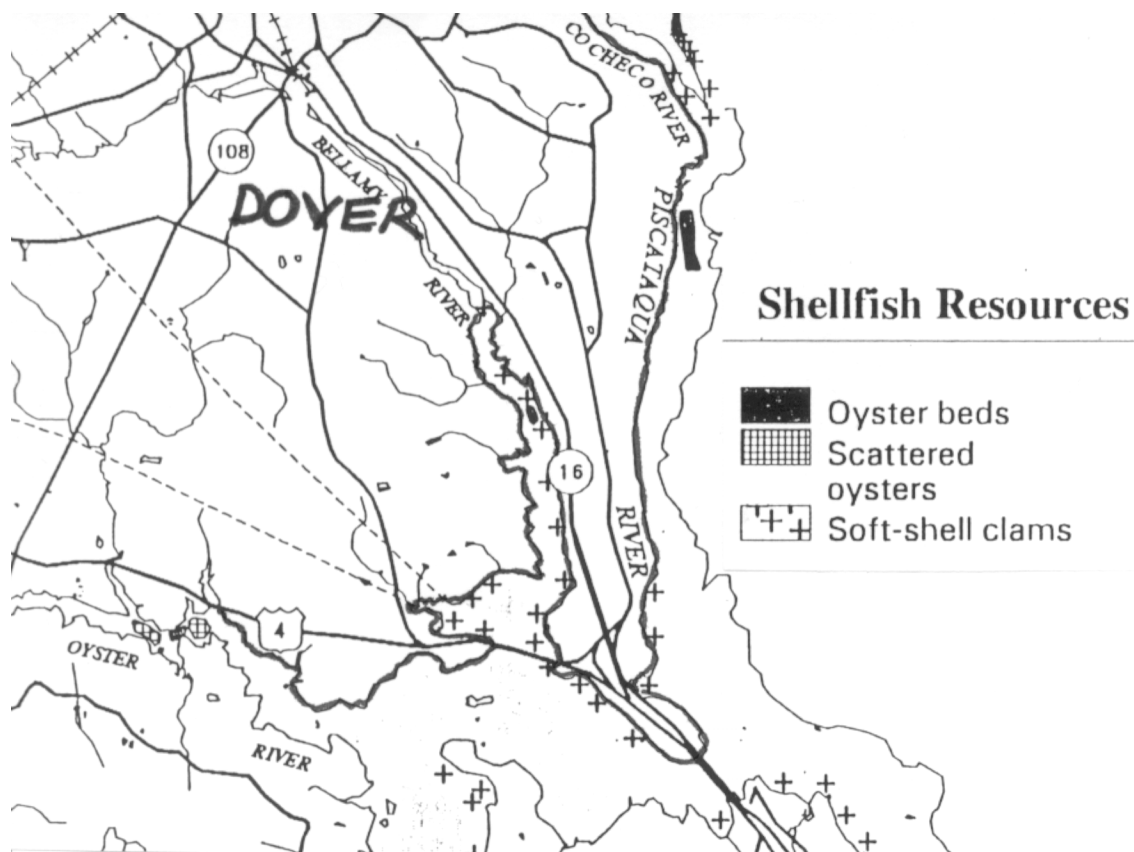 COCHECO RIVER
108
BELLAMY
DOVER
RIVER
PISCATAQUA
Shellfish Resources
Oyster beds
Scattered
oysters
Soft-shell clams
16
RIVER
4
OYSTER
RIVER